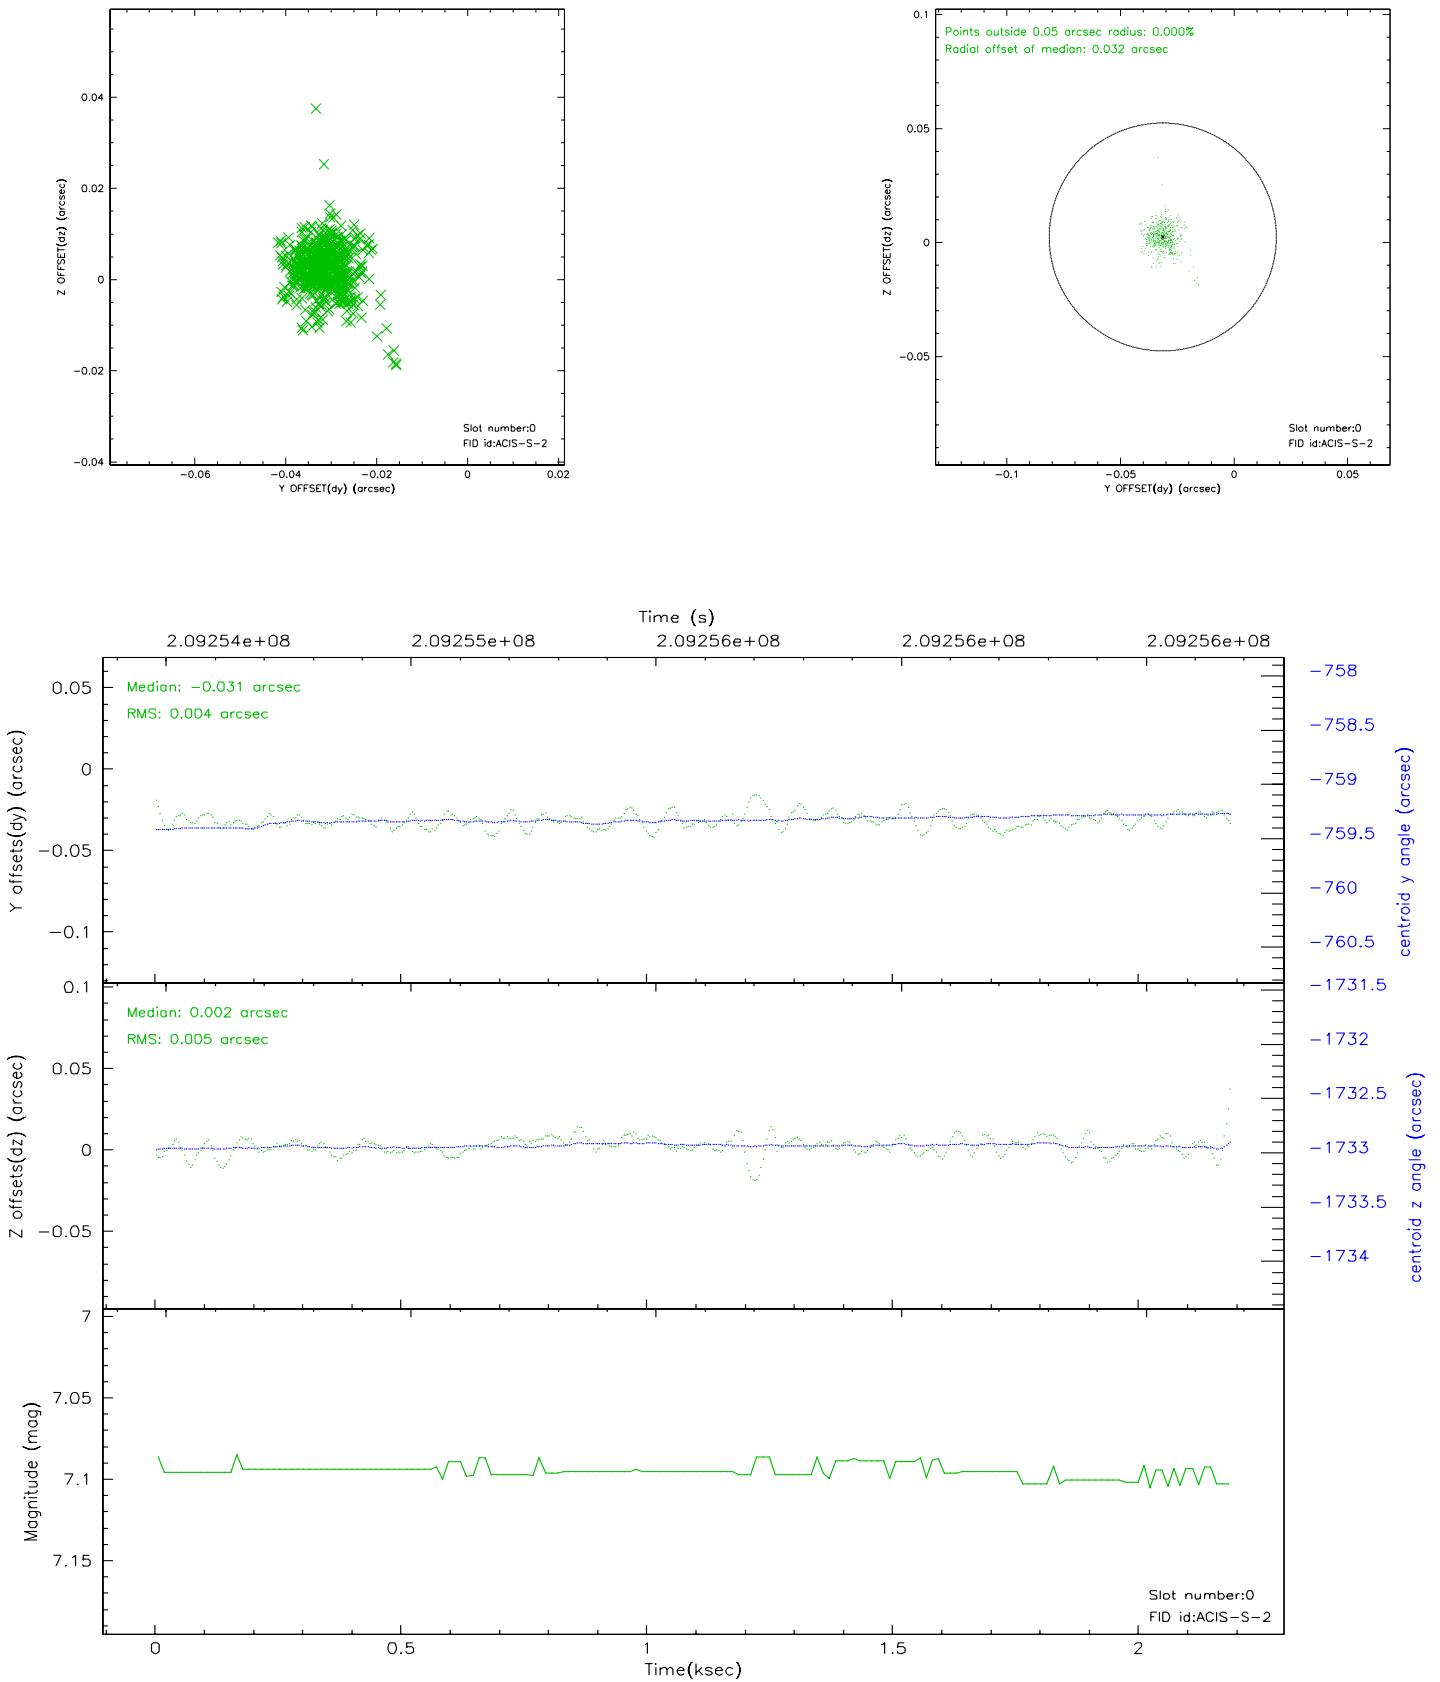 0.04
0.02
0
−0.02
−0.04
Z OFFSET(dz) (arcsec)
Slot number:0
FID id:ACIS−S−2
−0.06 −0.04 −0.02 0 0.02
Y OFFSET(dy) (arcsec)
Points outside 0.05 arcsec radius: 0.000%
Radial offset of median: 0.032 arcsec
0.1
0.05
0
−0.05
Z OFFSET(dz) (arcsec)
Slot number:0
FID id:ACIS−S−2
−0.1 −0.05 0 0.05
Y OFFSET(dy) (arcsec)
Time (s)
2.09254e+08 2.09255e+08 2.09256e+08 2.09256e+08 2.09256e+08
Median: −0.031 arcsec
RMS: 0.004 arcsec
0.05
0
−0.05
−0.1
Y offsets(dy) (arcsec)
−758
−758.5
−759
−759.5
−760
−760.5
centroid y angle (arcsec)
Median: 0.002 arcsec
RMS: 0.005 arcsec
0.1
0.05
0
−0.05
Z offsets(dz) (arcsec)
−1731.5
−1732
−1732.5
−1733
−1733.5
−1734
centroid z angle (arcsec)
7
7.05
7.1
7.15
Magnitude (mag)
Slot number:0
FID id:ACIS−S−2
0 0.5 1 1.5 2
Time(ksec)